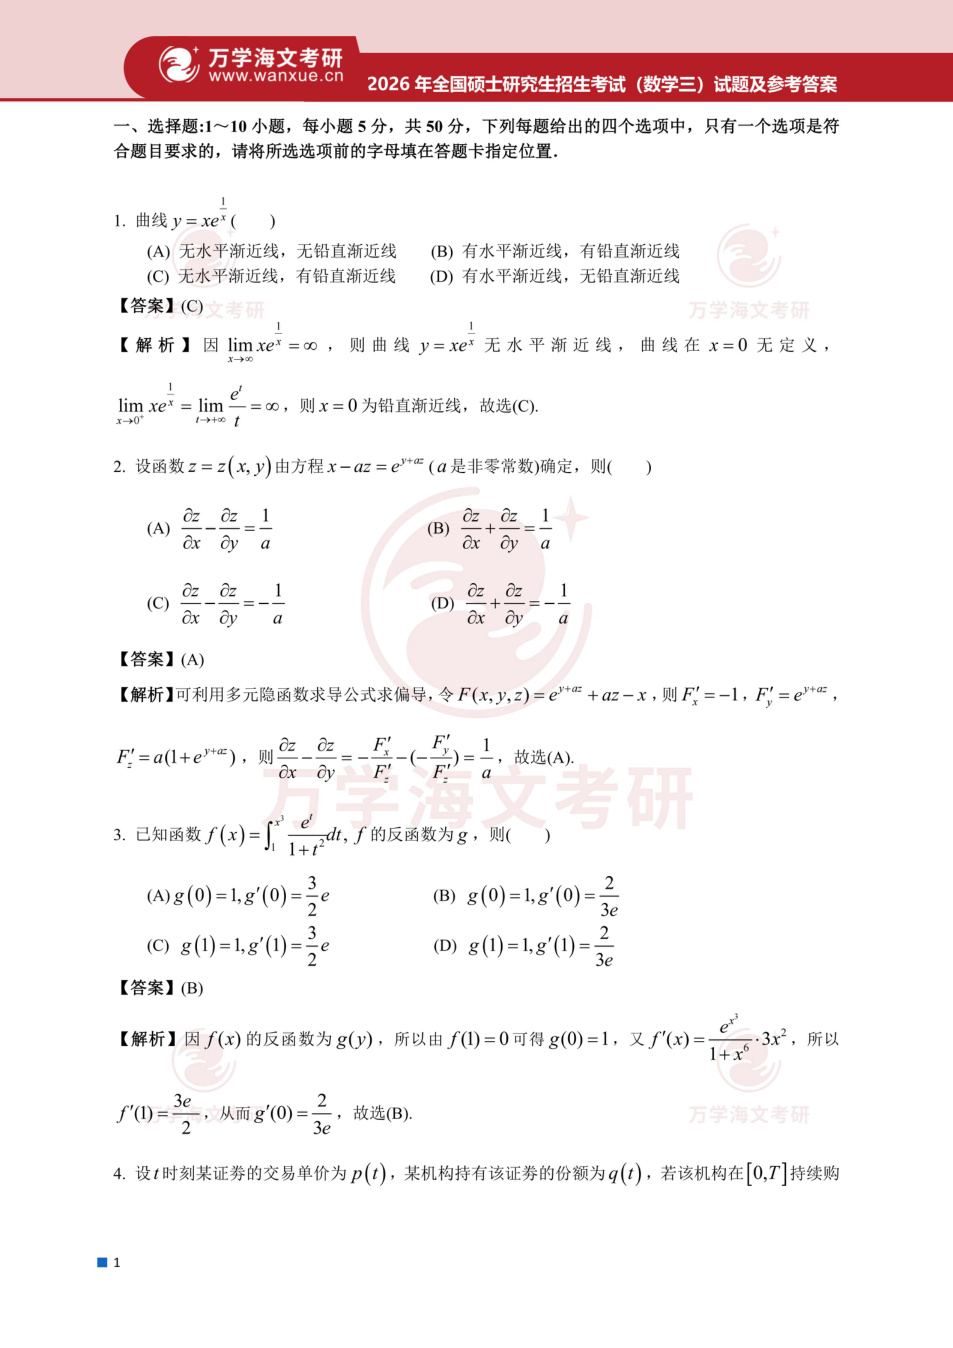 万学海文考研
www.wanxue.cn
2026 年全国硕士研究生招生考试（数学三）试题及参考答案
一、选择题:1～10 小题，每小题 5 分，共 50 分，下列每题给出的四个选项中，只有一个选项是符
合题目要求的，请将所选选项前的字母填在答题卡指定位置．
1. 曲线 y = xe^{1/x} ( )
(A) 无水平渐近线，无铅直渐近线 (B) 有水平渐近线，有铅直渐近线
(C) 无水平渐近线，有铅直渐近线 (D) 有水平渐近线，无铅直渐近线
【答案】(C)
【解析】因 lim_{x→∞} xe^{1/x} = ∞ ，则曲线 y = xe^{1/x} 无水平渐近线，曲线在 x = 0 无定义，
lim_{x→0⁺} xe^{1/x} = lim_{t→+∞} e^t/t = ∞，则 x = 0 为铅直渐近线，故选(C).
2. 设函数 z = z(x, y) 由方程 x − az = e^{y+az} ( a 是非零常数)确定，则( )
(A) ∂z/∂x − ∂z/∂y = 1/a (B) ∂z/∂x + ∂z/∂y = 1/a
(C) ∂z/∂x − ∂z/∂y = −1/a (D) ∂z/∂x + ∂z/∂y = −1/a
【答案】(A)
【解析】可利用多元隐函数求导公式求偏导，令 F(x, y, z) = e^{y+az} + az − x ，则 F′_x = −1，F′_y = e^{y+az}，
F′_z = a(1+e^{y+az})，则 ∂z/∂x − ∂z/∂y = −F′_x/F′_z − (−F′_y/F′_z) = 1/a，故选(A).
3. 已知函数 f(x) = ∫_1^{x³} e^t/(1+t²) dt, f 的反函数为 g ，则( )
(A) g(0) = 1, g′(0) = 3/2 e (B) g(0) = 1, g′(0) = 2/3e
(C) g(1) = 1, g′(1) = 3/2 e (D) g(1) = 1, g′(1) = 2/3e
【答案】(B)
【解析】因 f(x) 的反函数为 g(y) ，所以由 f(1) = 0 可得 g(0) = 1，又 f′(x) = e^{x³}/(1+x⁶) · 3x²，所以
f′(1) = 3e/2，从而 g′(0) = 2/3e，故选(B).
4. 设 t 时刻某证劵的交易单价为 p(t)，某机构持有该证劵的份额为 q(t)，若该机构在 [0,T] 持续购
1